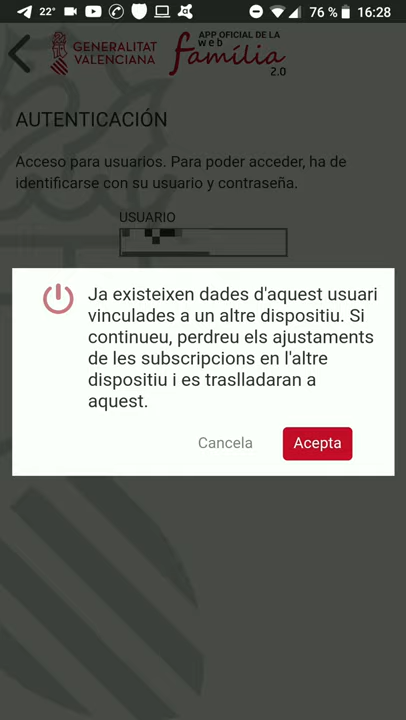 22°
76 %
16:28
GENERALITAT
VALENCIANA
APP OFICIAL DE LA
web
família
2.0
AUTENTICACIÓN
Acceso para usuarios. Para poder acceder, ha de
identificarse con su usuario y contraseña.
USUARIO
Ja existeixen dades d'aquest usuari
vinculades a un altre dispositiu. Si
continueu, perdreu els ajustaments
de les subscripcions en l'altre
dispositiu i es traslladaran a
aquest.
Cancela
Acepta